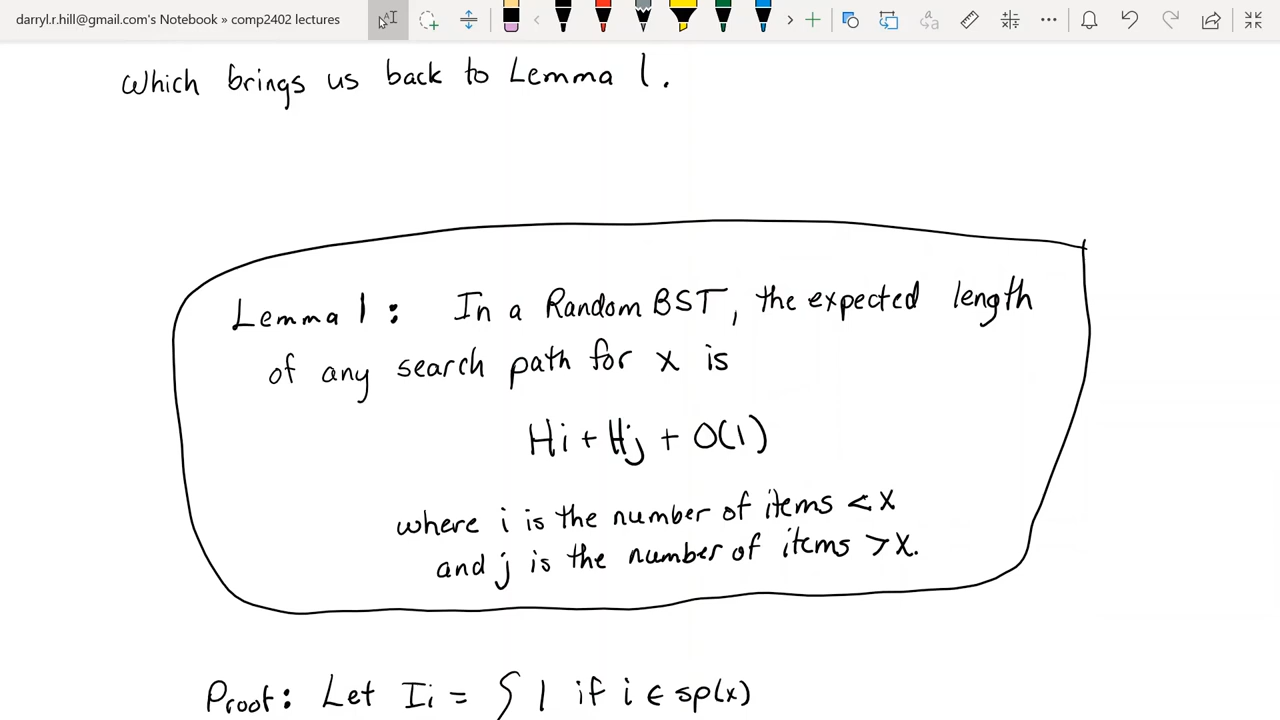 darryl.r.hill@gmail.com's Notebook » comp2402 lectures
Which brings us back to Lemma 1.
Lemma 1: In a Random BST, the expected length
of any search path for x is
Hi + Hj + O(1)
where i is the number of items < x
and j is the number of items > x.
Proof: Let Ii = { 1 if i ∈ sp(x)